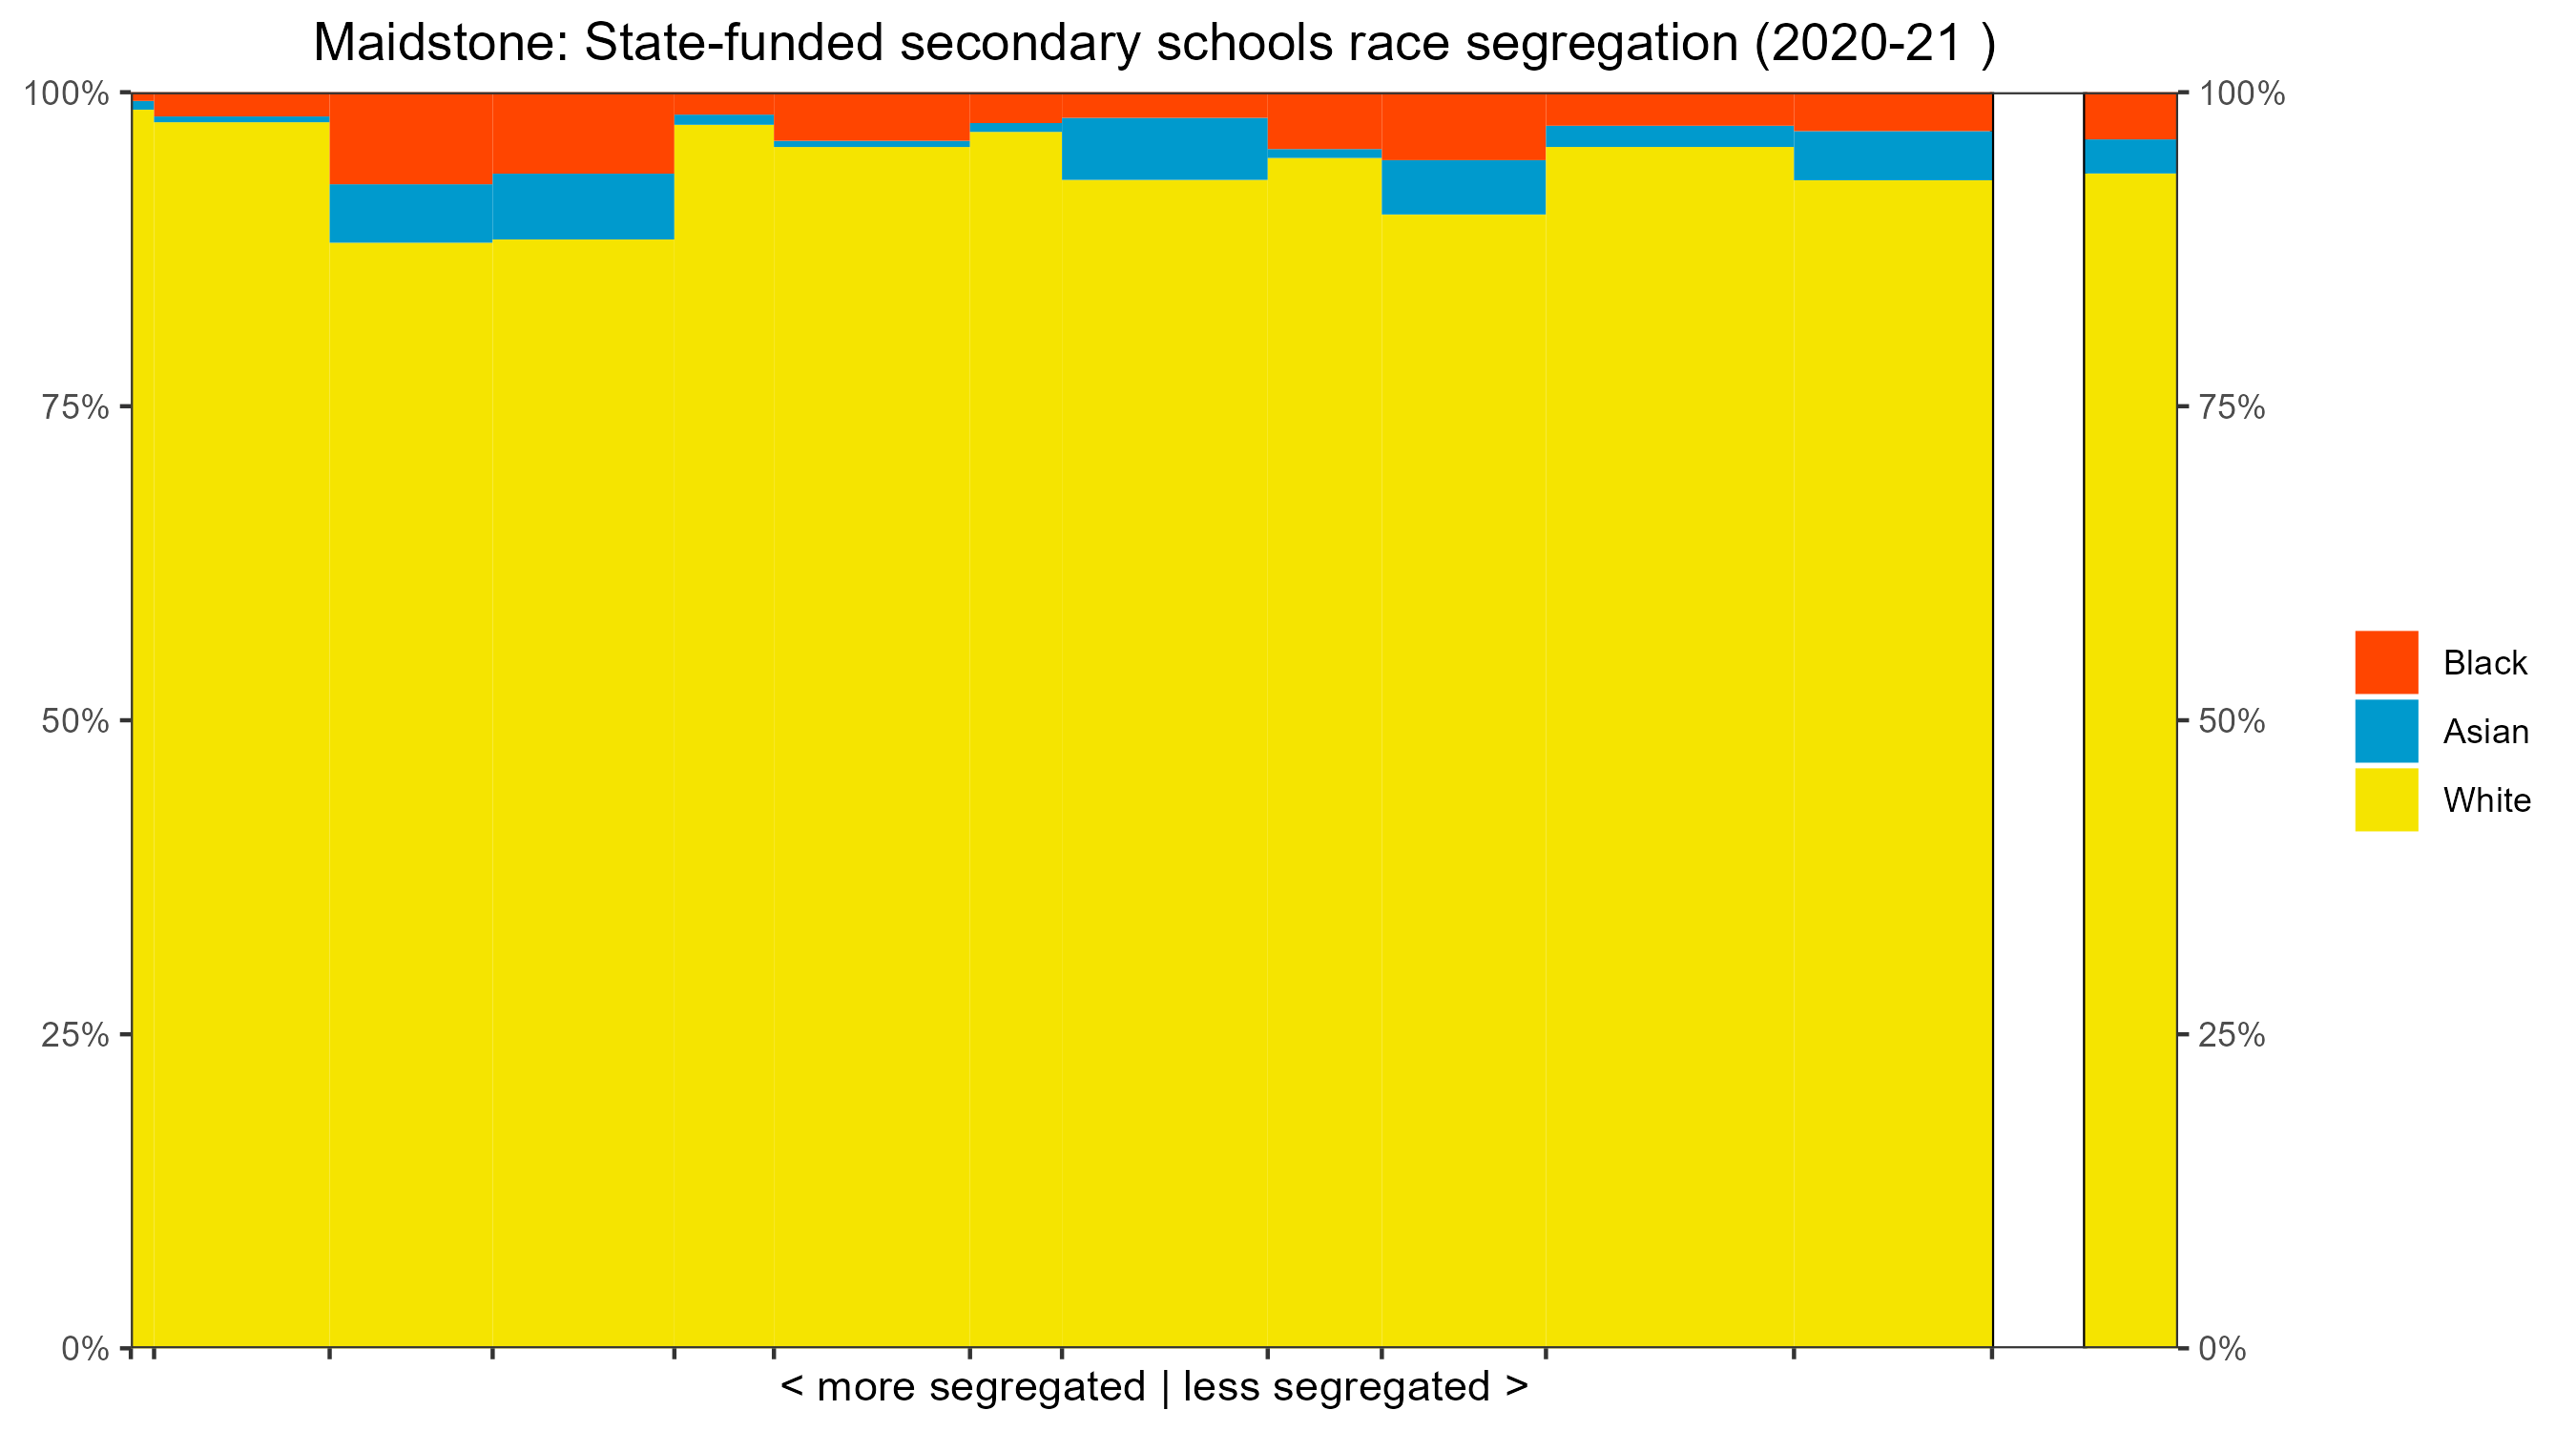 Maidstone: State-funded secondary schools race segregation (2020-21 )
100%
75%
50%
25%
0%
100%
75%
50%
25%
0%
Black
Asian
White
< more segregated | less segregated >